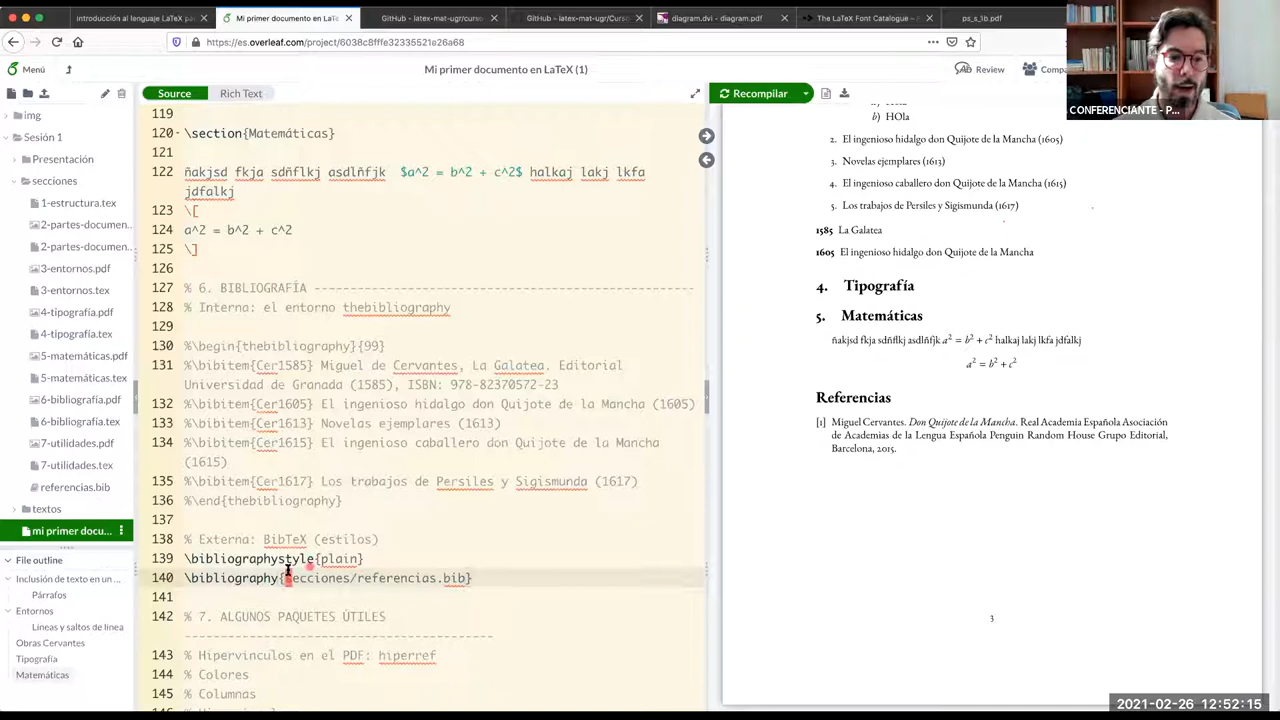 introducción al lenguaje LaTeX par
Mi primer documento en LaTe
GitHub - latex-mat-ugr/curso
GitHub - latex-mat-ugr/Curso
diagram.dvi - diagram.pdf
The LaTeX Font Catalogue – F
ps_s_1b.pdf
https://es.overleaf.com/project/6038c8fffe32335521e26a68
Menú
Mi primer documento en LaTeX (1)
Review
CONFERENCIANTE - P...
Source
Rich Text
Recompilar
img
Sesión 1
Presentación
secciones
1-estructura.tex
2-partes-documen..
2-partes-documen..
3-entornos.pdf
3-entornos.tex
4-tipografía.pdf
4-tipografía.tex
5-matemáticas.pdf
5-matemáticas.tex
6-bibliografía.pdf
6-bibliografía.tex
7-utilidades.pdf
7-utilidades.tex
referencias.bib
textos
mi primer docu...
File outline
Inclusión de texto en un ...
Párrafos
Entornos
Líneas y saltos de línea
Obras Cervantes
Tipografía
Matemáticas
119
120 \section{Matemáticas}
121
122 ñakjsd fkja sdñflkj asdlñfjk $a^2 = b^2 + c^2$ halkaj lakj lkfa
jdfalkj
123 \[
124 a^2 = b^2 + c^2
125 \]
126
127 % 6. BIBLIOGRAFÍA -----------------------------------------------
128 % Interna: el entorno thebibliography
129
130 %\begin{thebibliography}{99}
131 %\bibitem{Cer1585} Miguel de Cervantes, La Galatea. Editorial
Universidad de Granada (1585), ISBN: 978-82370572-23
132 %\bibitem{Cer1605} El ingenioso hidalgo don Quijote de la Mancha (1605)
133 %\bibitem{Cer1613} Novelas ejemplares (1613)
134 %\bibitem{Cer1615} El ingenioso caballero don Quijote de la Mancha
(1615)
135 %\bibitem{Cer1617} Los trabajos de Persiles y Sigismunda (1617)
136 %\end{thebibliography}
137
138 % Externa: BibTeX (estilos)
139 \bibliographystyle{plain}
140 \bibliography{secciones/referencias.bib}
141
142 % 7. ALGUNOS PAQUETES ÚTILES
---------------------------------------
143 % Hipervinculos en el PDF: hiperref
144 % Colores
145 % Columnas
b) HOla
2. El ingenioso hidalgo don Quijote de la Mancha (1605)
3. Novelas ejemplares (1613)
4. El ingenioso caballero don Quijote de la Mancha (1615)
5. Los trabajos de Persiles y Sigismunda (1617)
1585 La Galatea
1605 El ingenioso hidalgo don Quijote de la Mancha
4. Tipografía
5. Matemáticas
ñakjsd fkja sdñflkj asdlñfjk a² = b² + c² halkaj lakj lkfa jdfalkj
a² = b² + c²
Referencias
[1] Miguel Cervantes. Don Quijote de la Mancha. Real Academia Española Asociación
de Academias de la Lengua Española Penguin Random House Grupo Editorial,
Barcelona, 2015.
3
2021-02-26 12:52:15